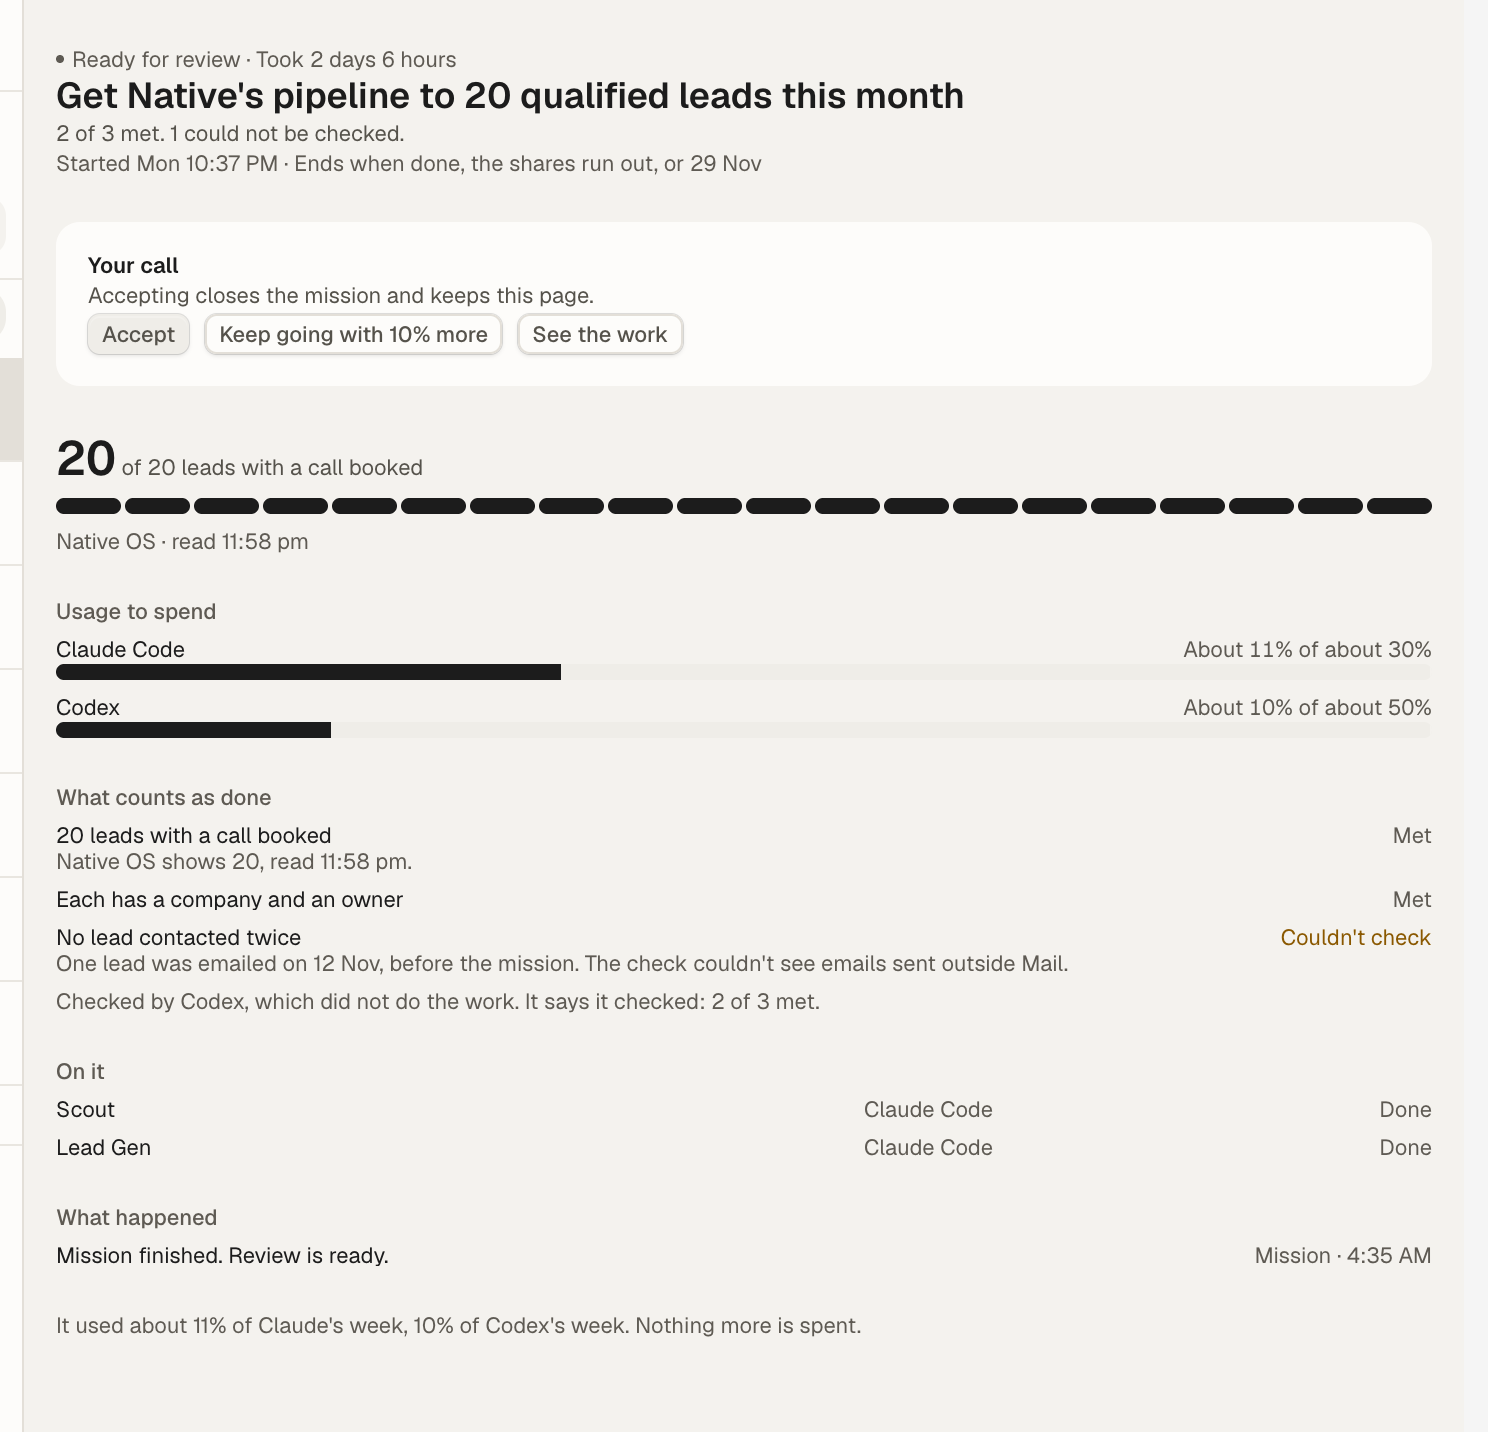 Ready for review · Took 2 days 6 hours
Get Native's pipeline to 20 qualified leads this month
2 of 3 met. 1 could not be checked.
Started Mon 10:37 PM · Ends when done, the shares run out, or 29 Nov
Your call
Accepting closes the mission and keeps this page.
Accept Keep going with 10% more See the work
20 of 20 leads with a call booked
Native OS · read 11:58 pm
Usage to spend
Claude Code About 11% of about 30%
Codex About 10% of about 50%
What counts as done
20 leads with a call booked Met
Native OS shows 20, read 11:58 pm.
Each has a company and an owner Met
No lead contacted twice Couldn't check
One lead was emailed on 12 Nov, before the mission. The check couldn't see emails sent outside Mail.
Checked by Codex, which did not do the work. It says it checked: 2 of 3 met.
On it
Scout Claude Code Done
Lead Gen Claude Code Done
What happened
Mission finished. Review is ready. Mission · 4:35 AM
It used about 11% of Claude's week, 10% of Codex's week. Nothing more is spent.